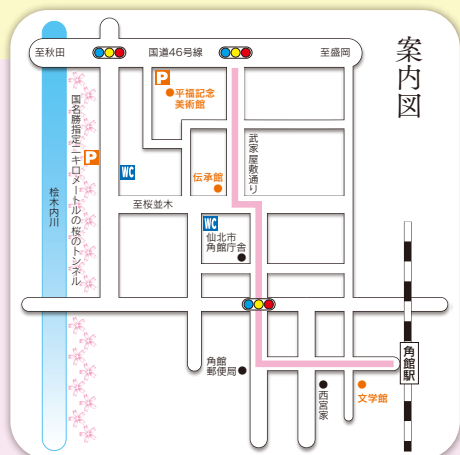 案内図
至秋田
国道46号線
至盛岡
P
平福記念
美術館
国名勝指定二キロメートルの桜のトンネル
P
WC
武家屋敷通り
伝承館
桧木内川
至桜並木
WC
仙北市
角館庁舎
角館駅
角館
郵便局
西宮家
文学館